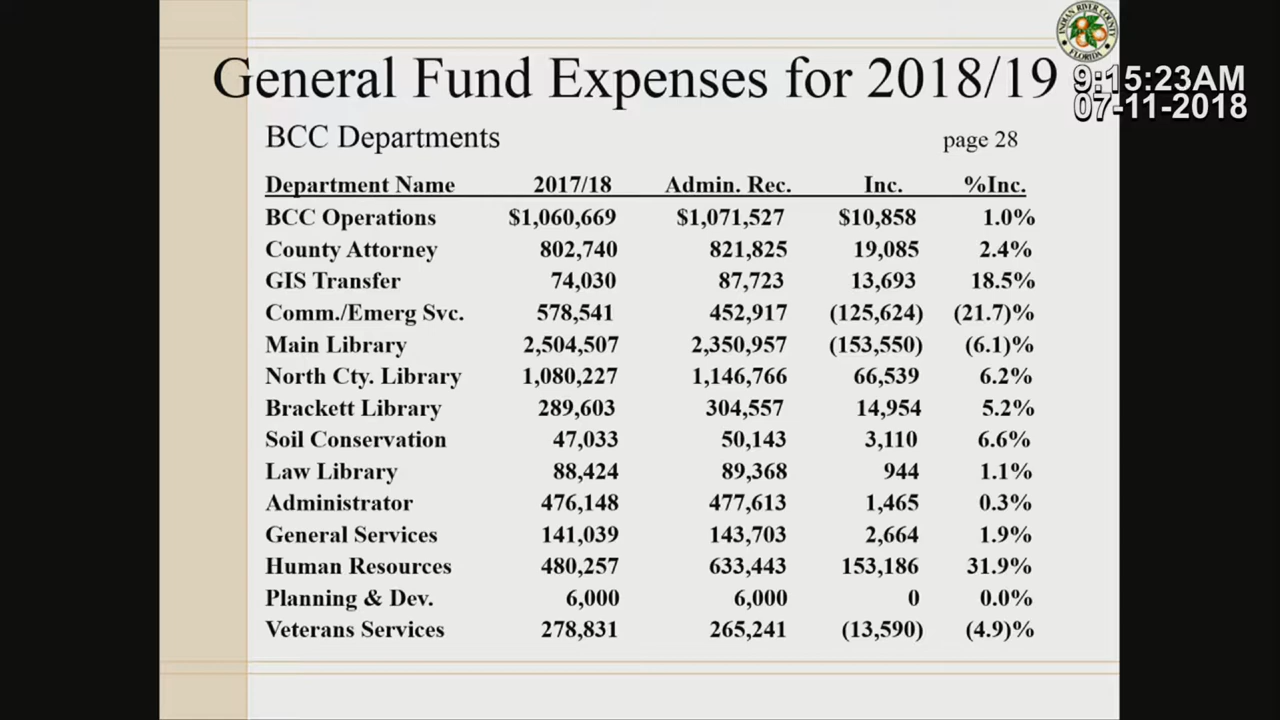 INDIAN RIVER COUNTY
FLORIDA
General Fund Expenses for 2018/19
9:15:23AM
07-11-2018
BCC Departments page 28
Department Name 2017/18 Admin. Rec. Inc. %Inc.
BCC Operations $1,060,669 $1,071,527 $10,858 1.0%
County Attorney 802,740 821,825 19,085 2.4%
GIS Transfer 74,030 87,723 13,693 18.5%
Comm./Emerg Svc. 578,541 452,917 (125,624) (21.7)%
Main Library 2,504,507 2,350,957 (153,550) (6.1)%
North Cty. Library 1,080,227 1,146,766 66,539 6.2%
Brackett Library 289,603 304,557 14,954 5.2%
Soil Conservation 47,033 50,143 3,110 6.6%
Law Library 88,424 89,368 944 1.1%
Administrator 476,148 477,613 1,465 0.3%
General Services 141,039 143,703 2,664 1.9%
Human Resources 480,257 633,443 153,186 31.9%
Planning & Dev. 6,000 6,000 0 0.0%
Veterans Services 278,831 265,241 (13,590) (4.9)%